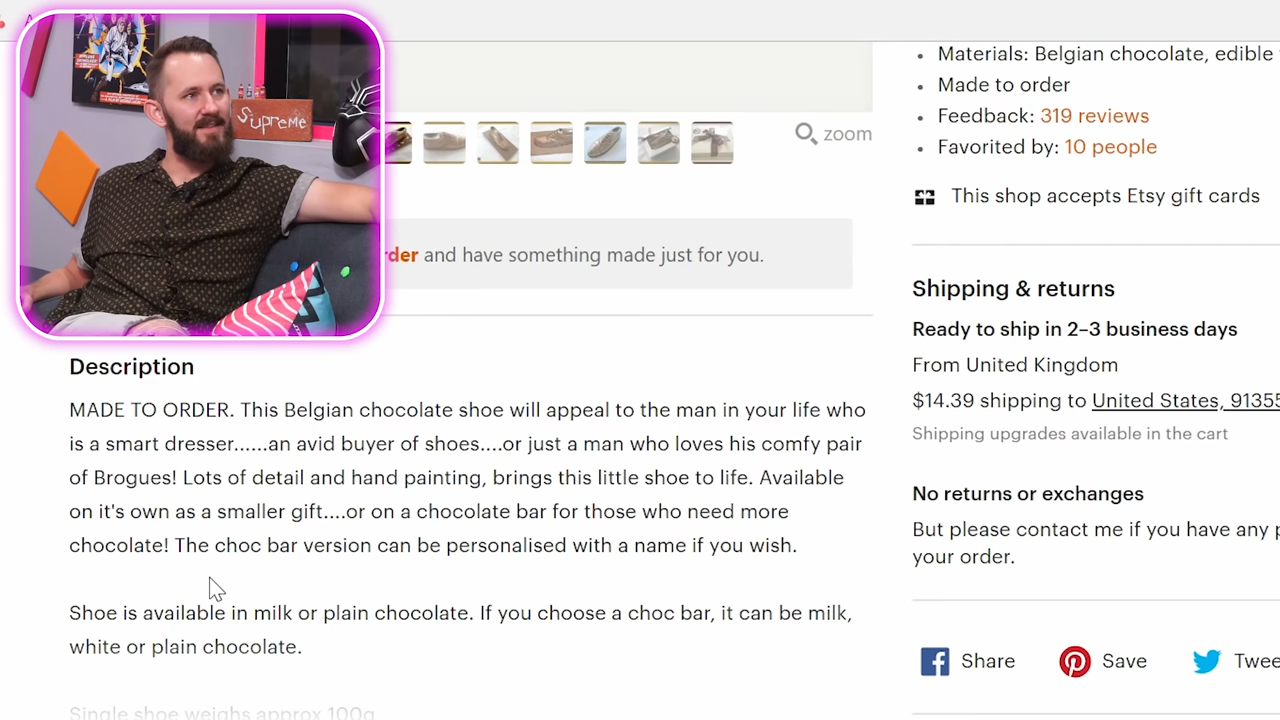 Supreme
Materials: Belgian chocolate, edible
Made to order
Feedback: 319 reviews
Favorited by: 10 people
zoom
This shop accepts Etsy gift cards
and have something made just for you.
Shipping & returns
Ready to ship in 2–3 business days
From United Kingdom
$14.39 shipping to United States, 91355
Shipping upgrades available in the cart
No returns or exchanges
But please contact me if you have any
your order.
Share
Save
Description
MADE TO ORDER. This Belgian chocolate shoe will appeal to the man in your life who
is a smart dresser......an avid buyer of shoes....or just a man who loves his comfy pair
of Brogues! Lots of detail and hand painting, brings this little shoe to life. Available
on it's own as a smaller gift....or on a chocolate bar for those who need more
chocolate! The choc bar version can be personalised with a name if you wish.
Shoe is available in milk or plain chocolate. If you choose a choc bar, it can be milk,
white or plain chocolate.
Single shoe weighs approx 100g